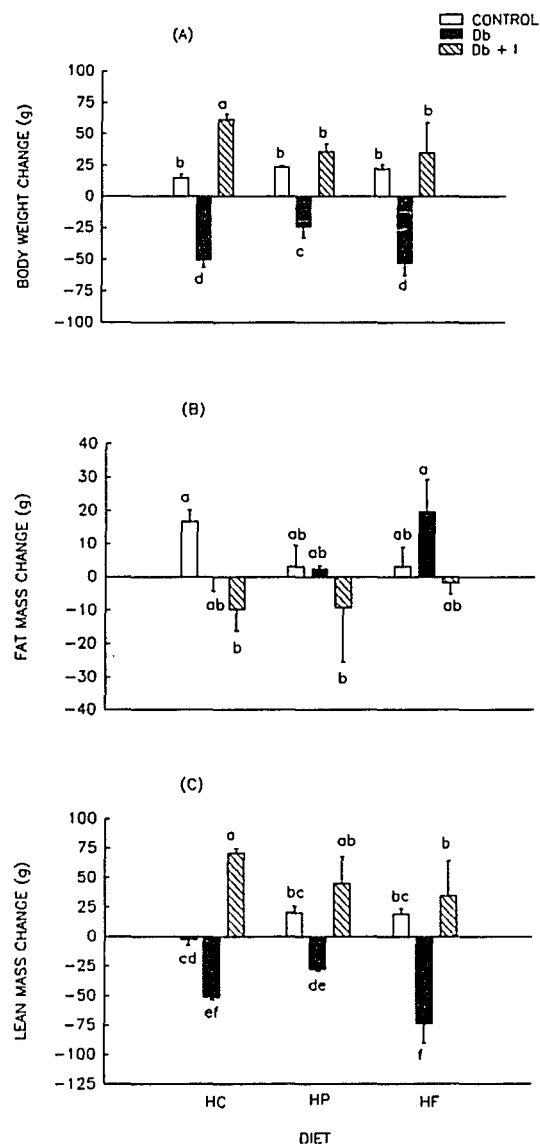 CONTROL
Db
Db + I
(A)
BODY WEIGHT CHANGE (g)
100
75
50
25
0
-25
-50
-75
-100
b d a
b c b
b d b
(B)
FAT MASS CHANGE (g)
40
30
20
10
0
-10
-20
-30
-40
a ab b
ab ab b
ab a ab
(C)
LEAN MASS CHANGE (g)
100
75
50
25
0
-25
-50
-75
-100
-125
cd ef a
bc de ab
bc f b
HC HP HF
DIET